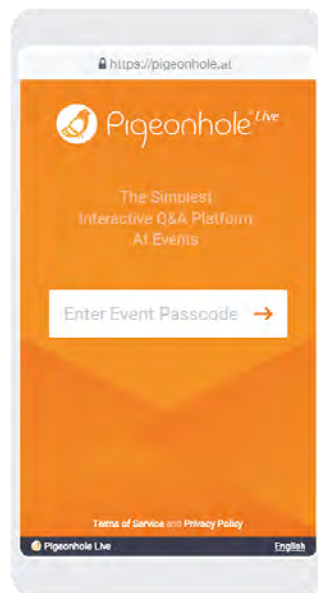 https://pigeonhole.at
Pigeonhole Live
The Simplest
Interactive Q&A Platform
At Events
Enter Event Passcode →
Terms of Service and Privacy Policy
Pigeonhole Live English